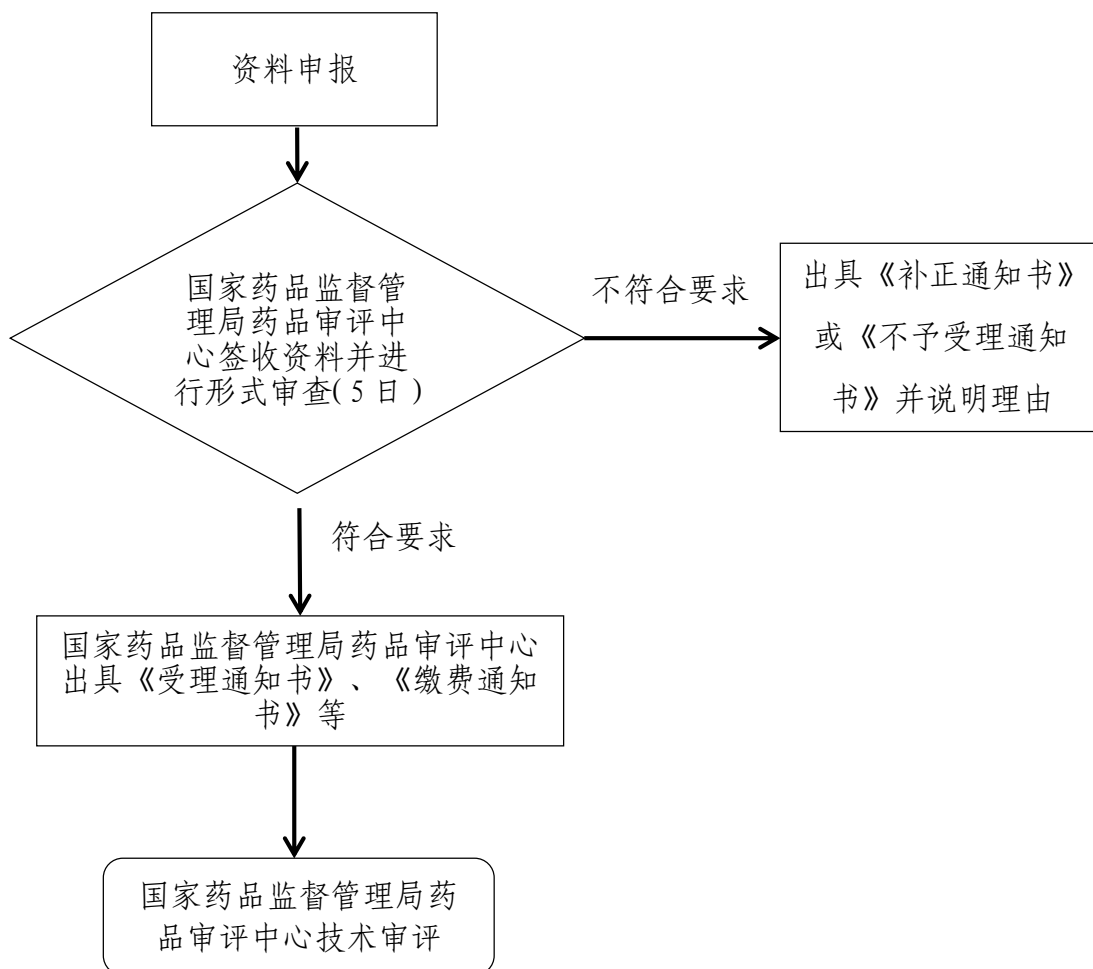 资料申报
国家药品监督管
理局药品审评中
心签收资料并进
行形式审查(5日)
不符合要求
出具《补正通知书》
或《不予受理通知
书》并说明理由
符合要求
国家药品监督管理局药品审评中心
出具《受理通知书》、《缴费通知
书》等
国家药品监督管理局药
品审评中心技术审评